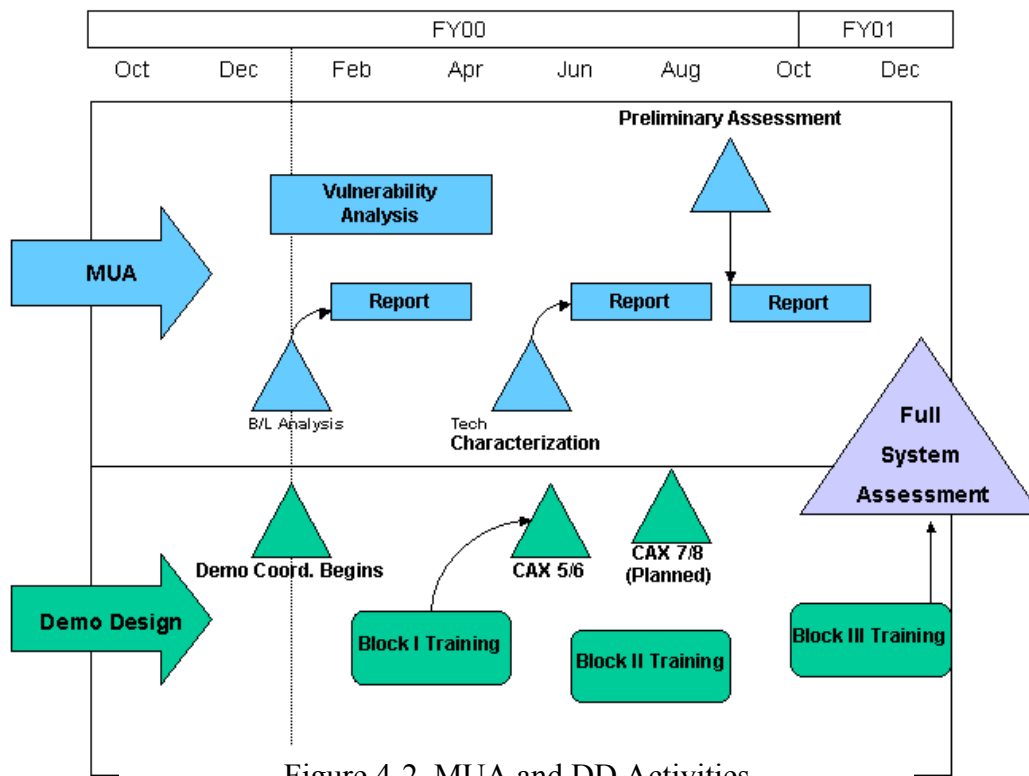 FY00 FY01
Oct Dec Feb Apr Jun Aug Oct Dec
Preliminary Assessment
Vulnerability
Analysis
MUA
Report
Report
Report
B/L Analysis
Tech
Characterization
Full
System
Assessment
Demo Coord. Begins
CAX 5/6
CAX 7/8
(Planned)
Demo Design
Block I Training
Block II Training
Block III Training
Figure 4-2. MUA and DD Activities